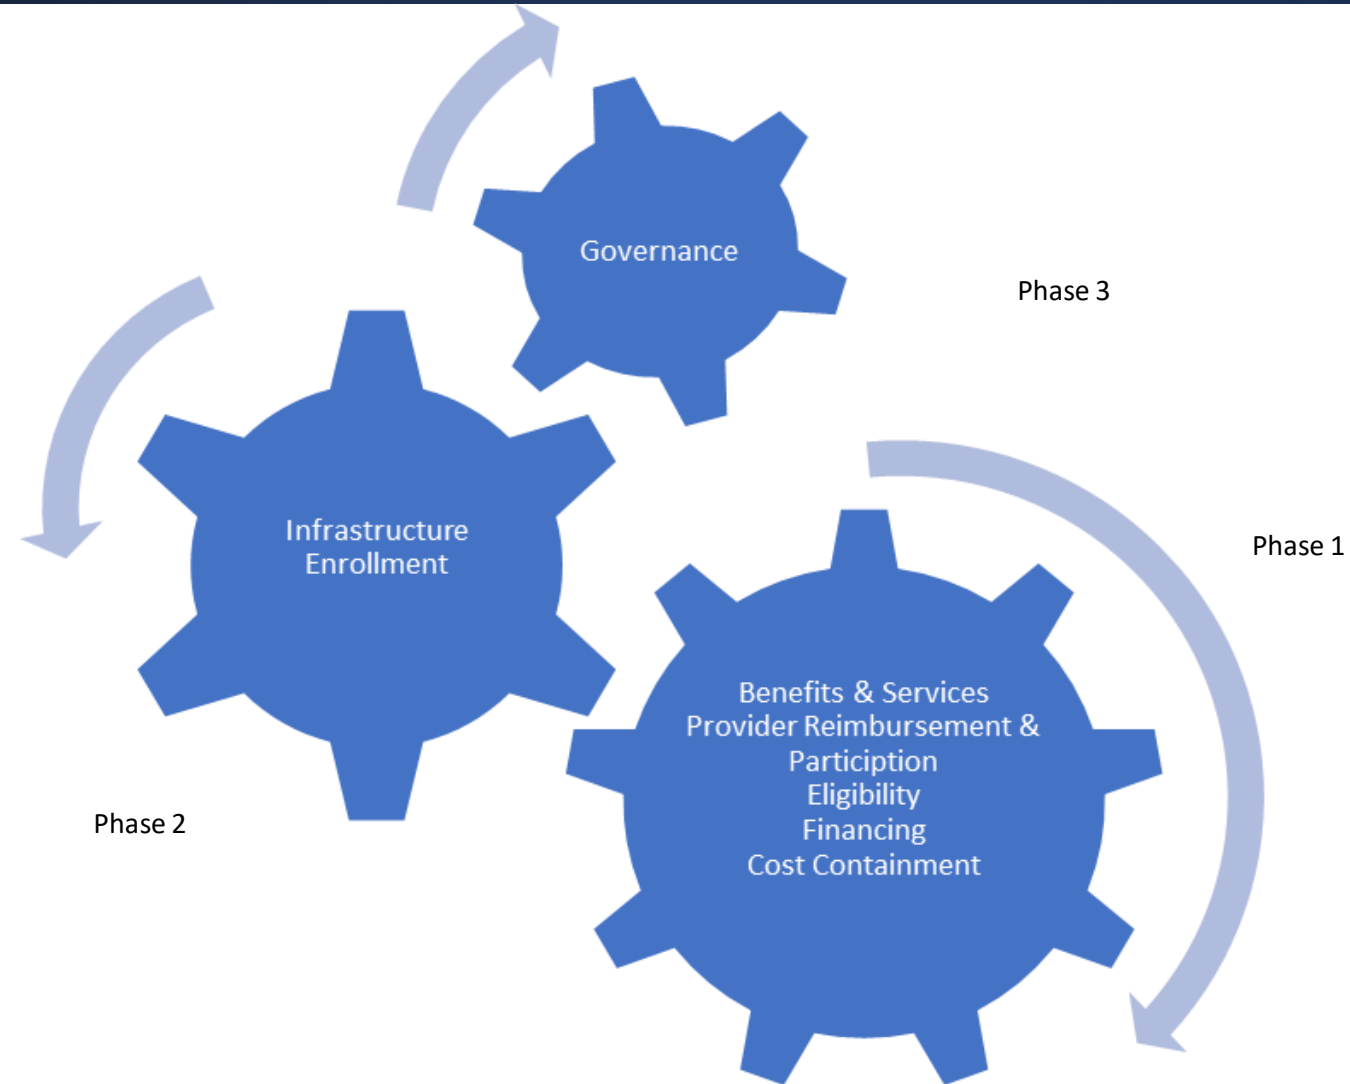 Governance
Phase 3
Infrastructure
Enrollment
Phase 1
Benefits & Services
Provider Reimbursement &
Particiption
Eligibility
Financing
Cost Containment
Phase 2